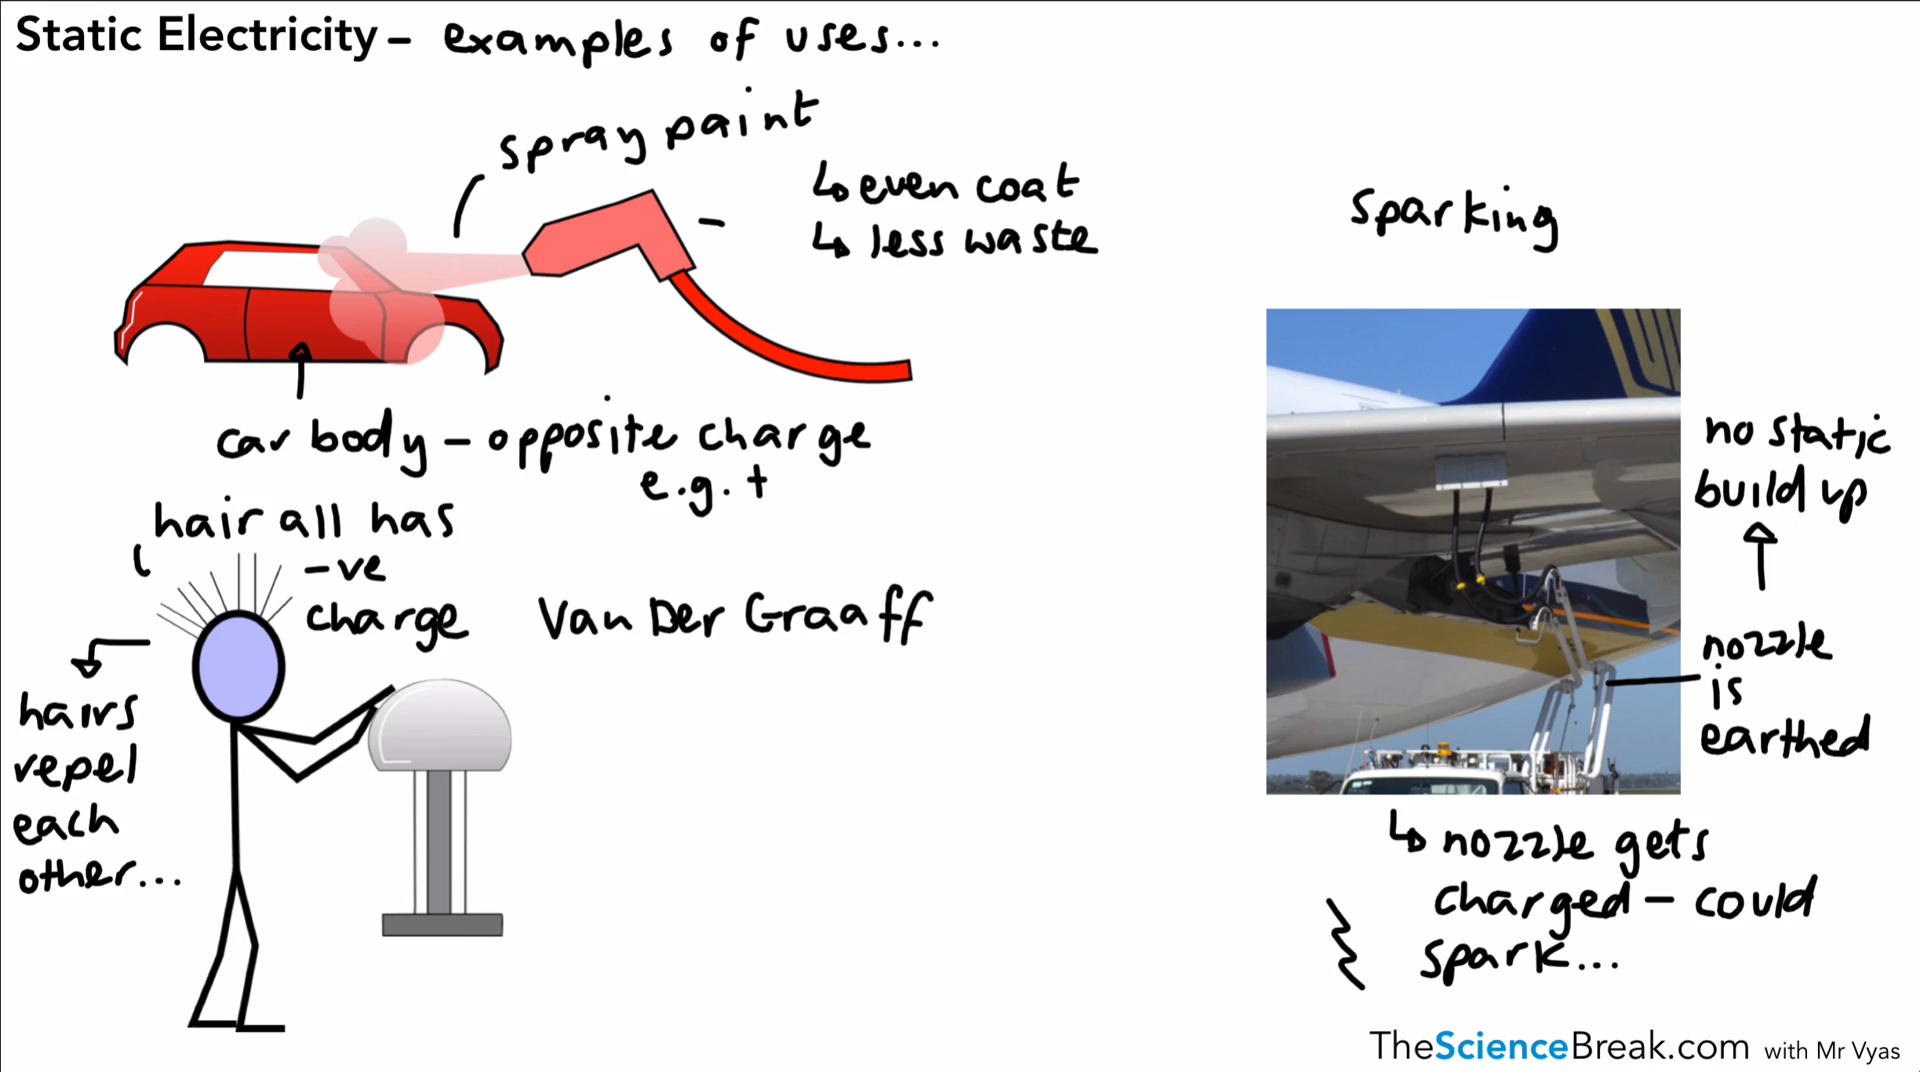 Static Electricity – examples of uses...
spray paint
↳ even coat
↳ less waste
car body – opposite charge
e.g. +
hair all has
-ve
charge
hairs
repel
each
other...
Van Der Graaff
sparking
no static
build up
nozzle
is
earthed
↳ nozzle gets
charged – could
spark...
TheScienceBreak.com with Mr Vyas